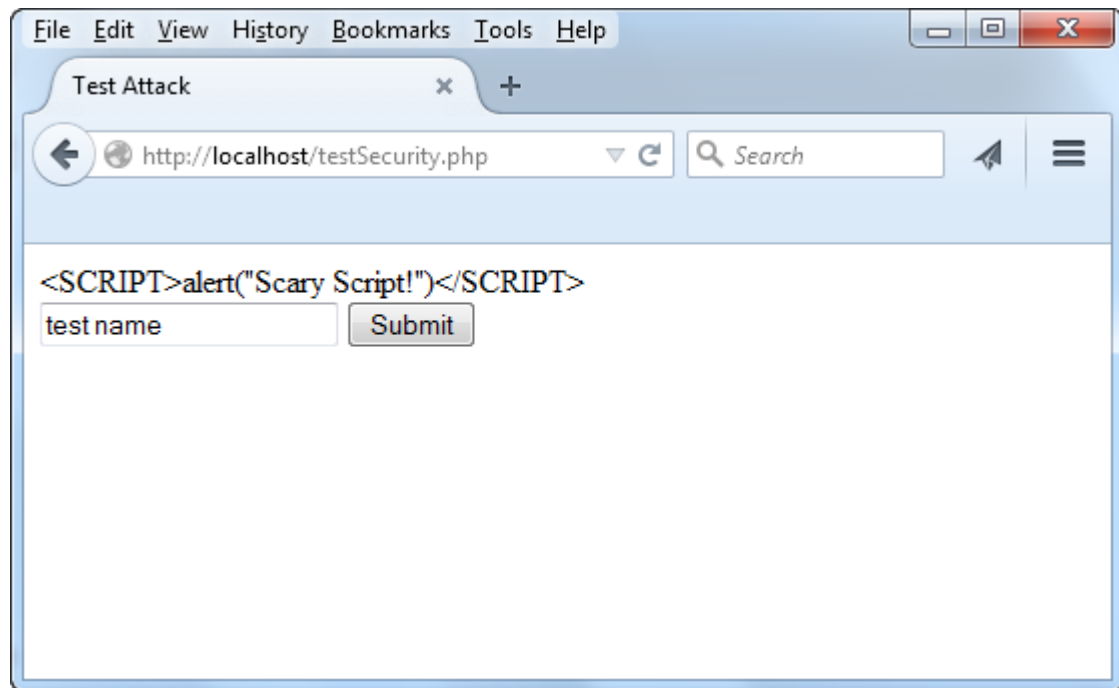 File Edit View History Bookmarks Tools Help
Test Attack
http://localhost/testSecurity.php Search
<SCRIPT>alert("Scary Script!")</SCRIPT>
test name Submit